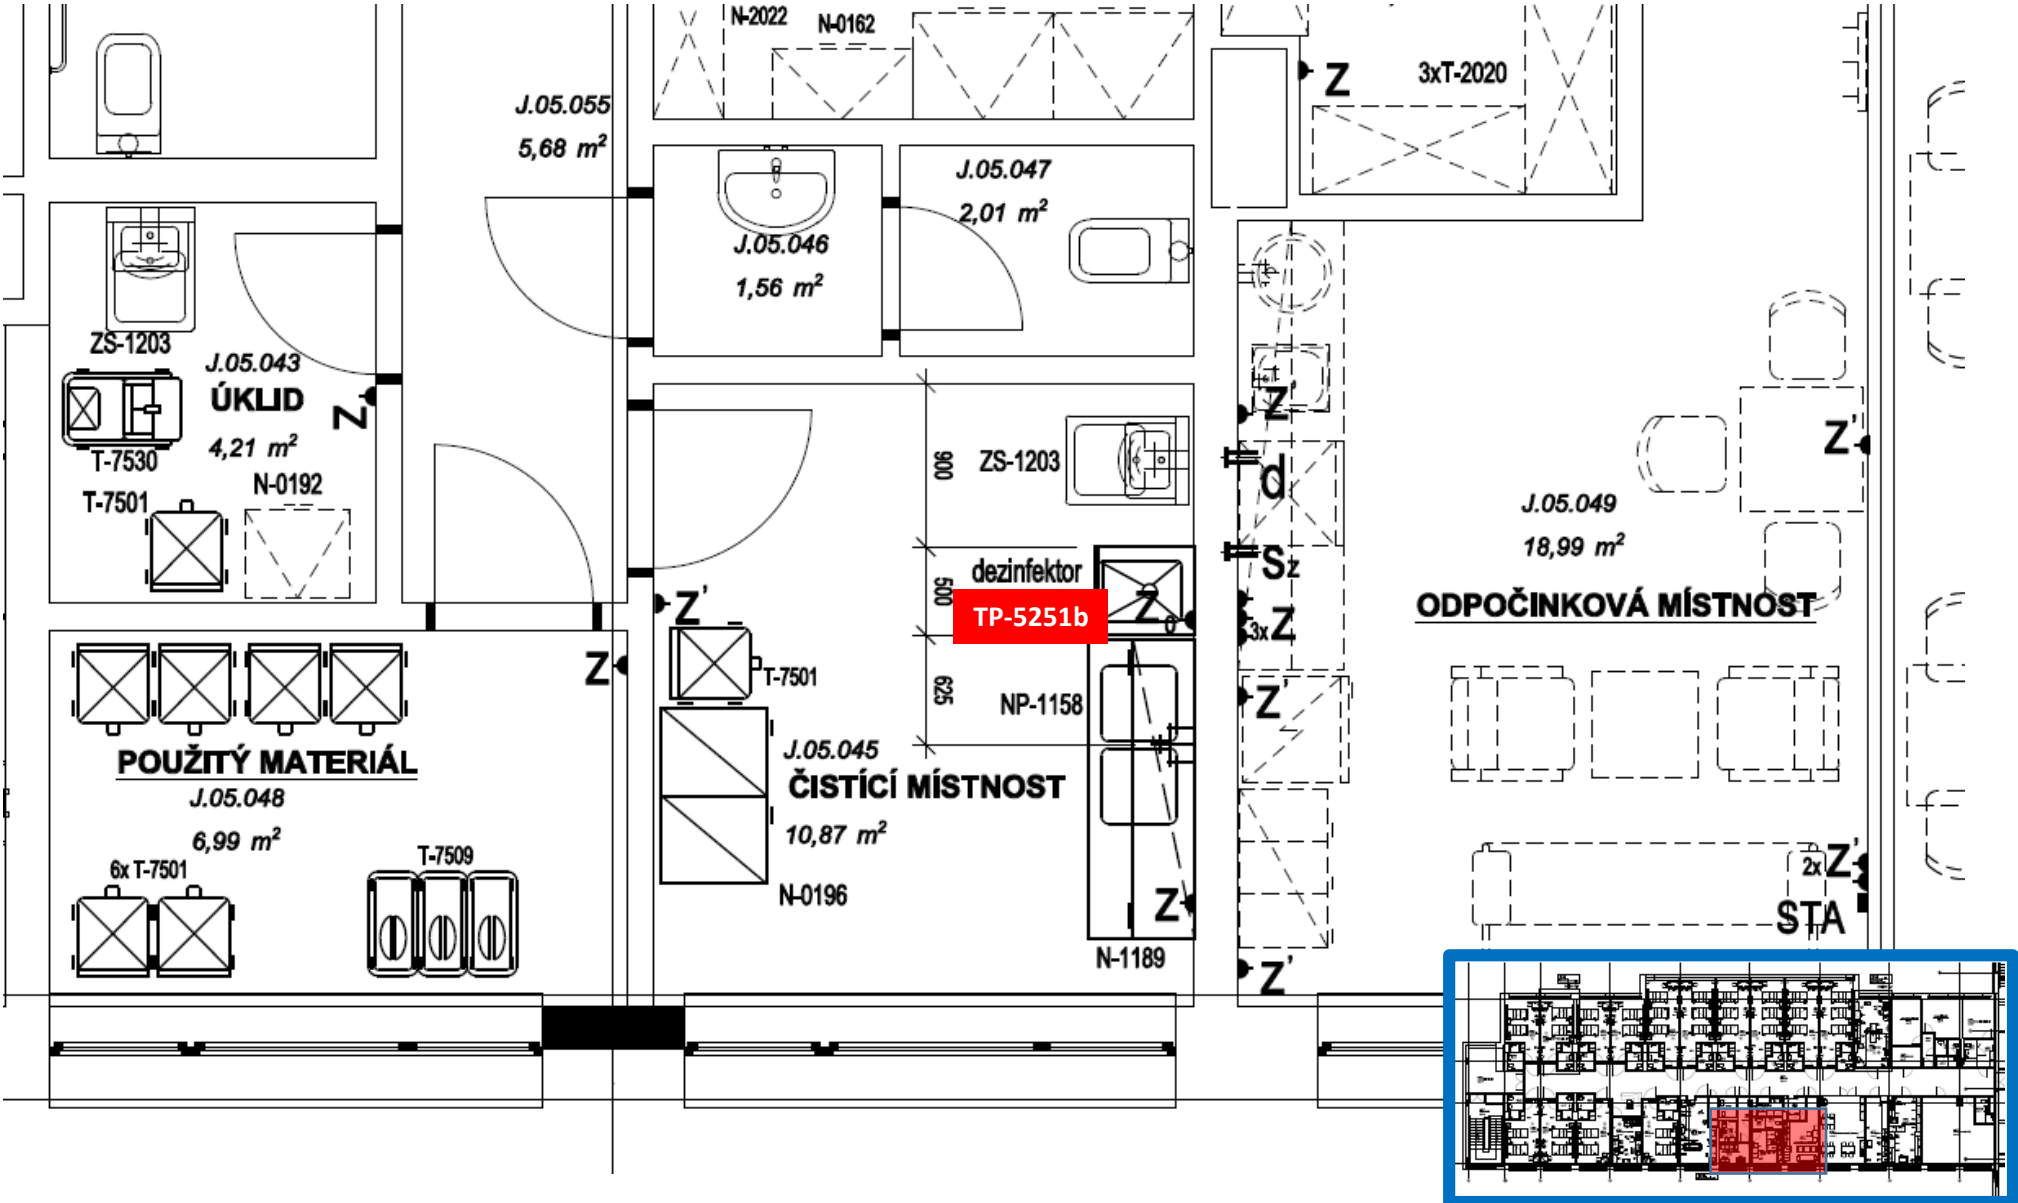 N-2022
N-0162
3xT-2020
Z
J.05.055
5,68 m²
J.05.047
2,01 m²
J.05.046
1,56 m²
ZS-1203
J.05.043
ÚKLID
4,21 m²
Z
T-7530
T-7501
N-0192
ZS-1203
900
Z'
d
Sz
Z'
J.05.049
18,99 m²
ODPOČINKOVÁ MÍSTNOST
dezinfektor
500
TP-5251b
Z₀
3x Z
Z'
Z
T-7501
625
NP-1158
Z'
POUŽITÝ MATERIÁL
J.05.048
6,99 m²
J.05.045
ČISTÍCÍ MÍSTNOST
10,87 m²
6x T-7501
T-7509
N-0196
Z
N-1189
2x Z'
STA
Z'